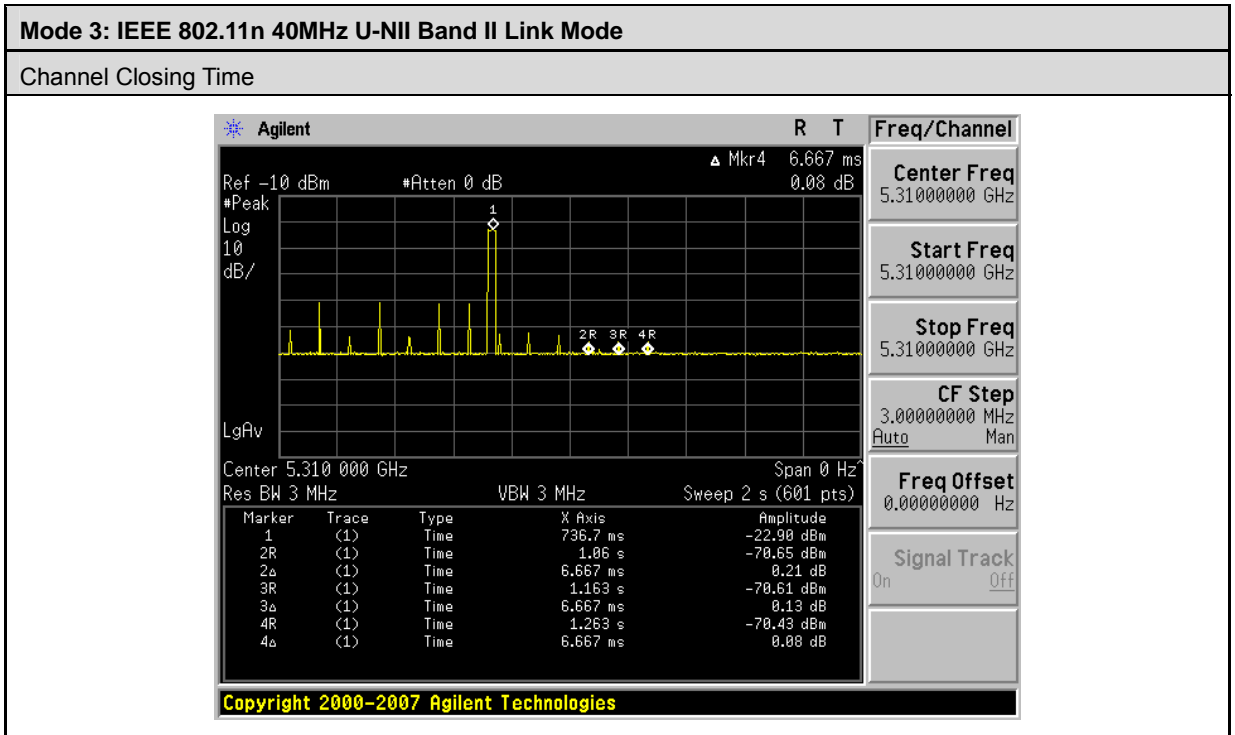 Mode 3: IEEE 802.11n 40MHz U-NII Band II Link Mode
Channel Closing Time
Agilent R T Freq/Channel
Δ Mkr4 6.667 ms
Ref -10 dBm #Atten 0 dB 0.08 dB
#Peak
Log
10
dB/
1
2R 3R 4R
LgAv
Center 5.310 000 GHz Span 0 Hz^
Res BW 3 MHz VBW 3 MHz Sweep 2 s (601 pts)
Marker Trace Type X Axis Amplitude
1 (1) Time 736.7 ms -22.90 dBm
2R (1) Time 1.06 s -70.65 dBm
2Δ (1) Time 6.667 ms 0.21 dB
3R (1) Time 1.163 s -70.61 dBm
3Δ (1) Time 6.667 ms 0.13 dB
4R (1) Time 1.263 s -70.43 dBm
4Δ (1) Time 6.667 ms 0.08 dB
Center Freq
5.31000000 GHz
Start Freq
5.31000000 GHz
Stop Freq
5.31000000 GHz
CF Step
3.00000000 MHz
Auto Man
Freq Offset
0.00000000 Hz
Signal Track
On Off
Copyright 2000-2007 Agilent Technologies